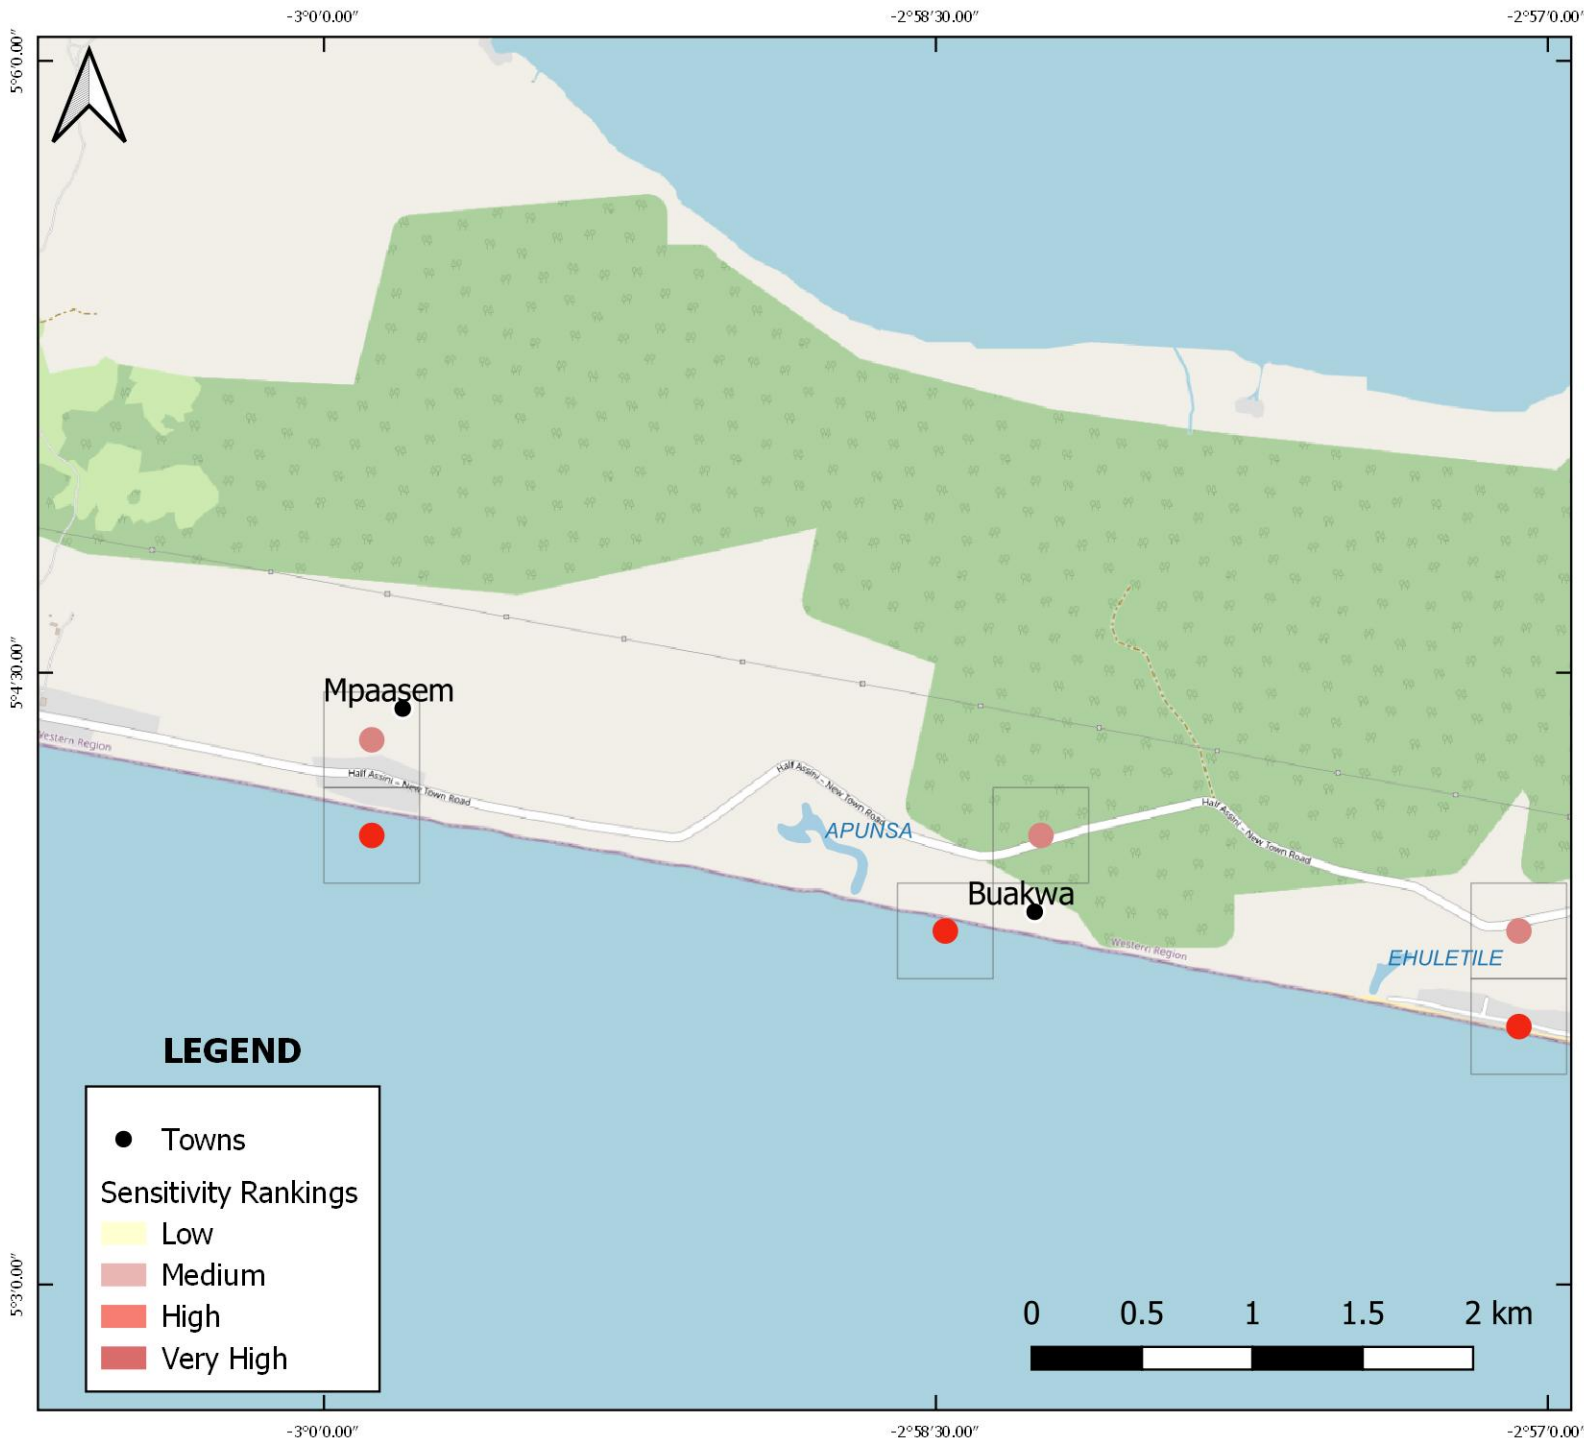 -3°0′0.00″ -2°58′30.00″ -2°57′0.00″
5°6′0.00″
5°4′30.00″
Mpaasem
Western Region
Half Assini – New Town Road
Half Assini – New Town Road
Half Assini – New Town Road
APUNSA
Buakwa
Western Region
EHULETILE
LEGEND
Towns
Sensitivity Rankings
Low
Medium
High
Very High
5°3′0.00″
0 0.5 1 1.5 2 km
-3°0′0.00″ -2°58′30.00″ -2°57′0.00″